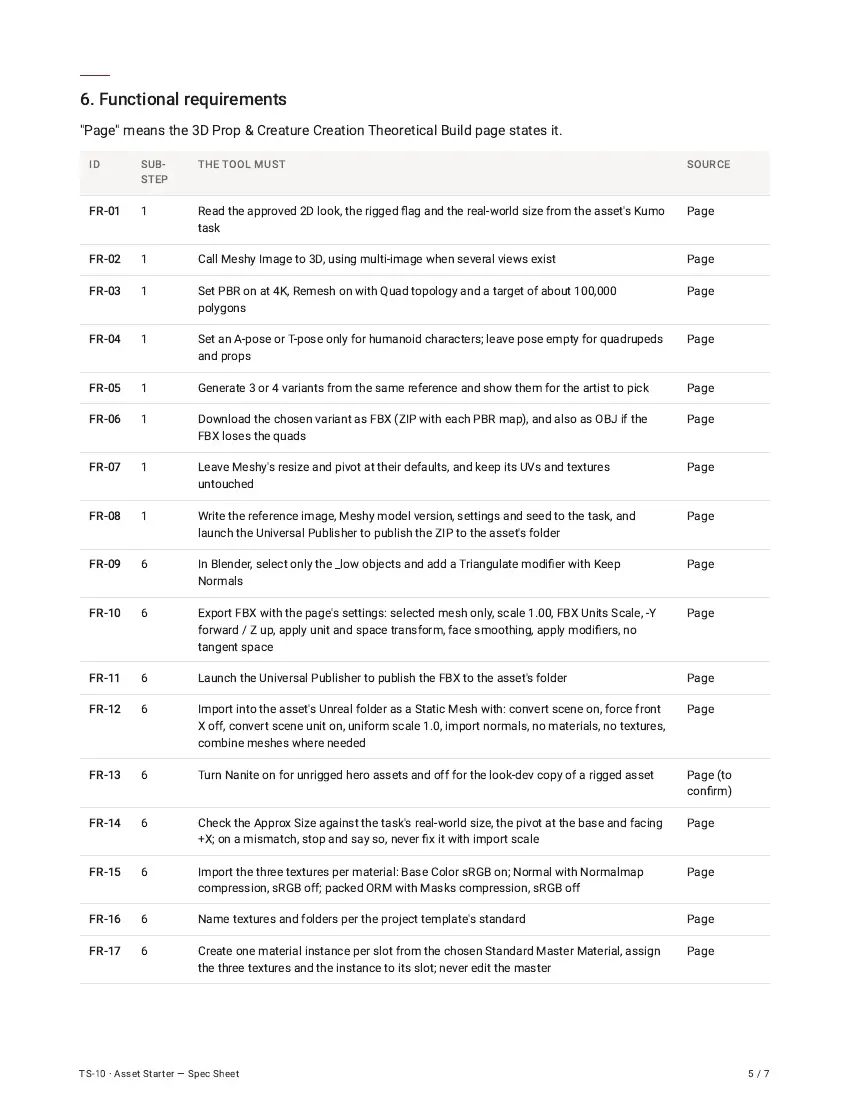 6. Functional requirements
"Page" means the 3D Prop & Creature Creation Theoretical Build page states it.
ID SUB- THE TOOL MUST SOURCE
STEP
FR-01 1 Read the approved 2D look, the rigged flag and the real-world size from the asset's Kumo Page
task
FR-02 1 Call Meshy Image to 3D, using multi-image when several views exist Page
FR-03 1 Set PBR on at 4K, Remesh on with Quad topology and a target of about 100,000 Page
polygons
FR-04 1 Set an A-pose or T-pose only for humanoid characters; leave pose empty for quadrupeds Page
and props
FR-05 1 Generate 3 or 4 variants from the same reference and show them for the artist to pick Page
FR-06 1 Download the chosen variant as FBX (ZIP with each PBR map), and also as OBJ if the Page
FBX loses the quads
FR-07 1 Leave Meshy's resize and pivot at their defaults, and keep its UVs and textures Page
untouched
FR-08 1 Write the reference image, Meshy model version, settings and seed to the task, and Page
launch the Universal Publisher to publish the ZIP to the asset's folder
FR-09 6 In Blender, select only the _low objects and add a Triangulate modifier with Keep Page
Normals
FR-10 6 Export FBX with the page's settings: selected mesh only, scale 1.00, FBX Units Scale, -Y Page
forward / Z up, apply unit and space transform, face smoothing, apply modifiers, no
tangent space
FR-11 6 Launch the Universal Publisher to publish the FBX to the asset's folder Page
FR-12 6 Import into the asset's Unreal folder as a Static Mesh with: convert scene on, force front Page
X off, convert scene unit on, uniform scale 1.0, import normals, no materials, no textures,
combine meshes where needed
FR-13 6 Turn Nanite on for unrigged hero assets and off for the look-dev copy of a rigged asset Page (to
confirm)
FR-14 6 Check the Approx Size against the task's real-world size, the pivot at the base and facing Page
+X; on a mismatch, stop and say so, never fix it with import scale
FR-15 6 Import the three textures per material: Base Color sRGB on; Normal with Normalmap Page
compression, sRGB off; packed ORM with Masks compression, sRGB off
FR-16 6 Name textures and folders per the project template's standard Page
FR-17 6 Create one material instance per slot from the chosen Standard Master Material, assign Page
the three textures and the instance to its slot; never edit the master
TS-10 · Asset Starter — Spec Sheet 5 / 7